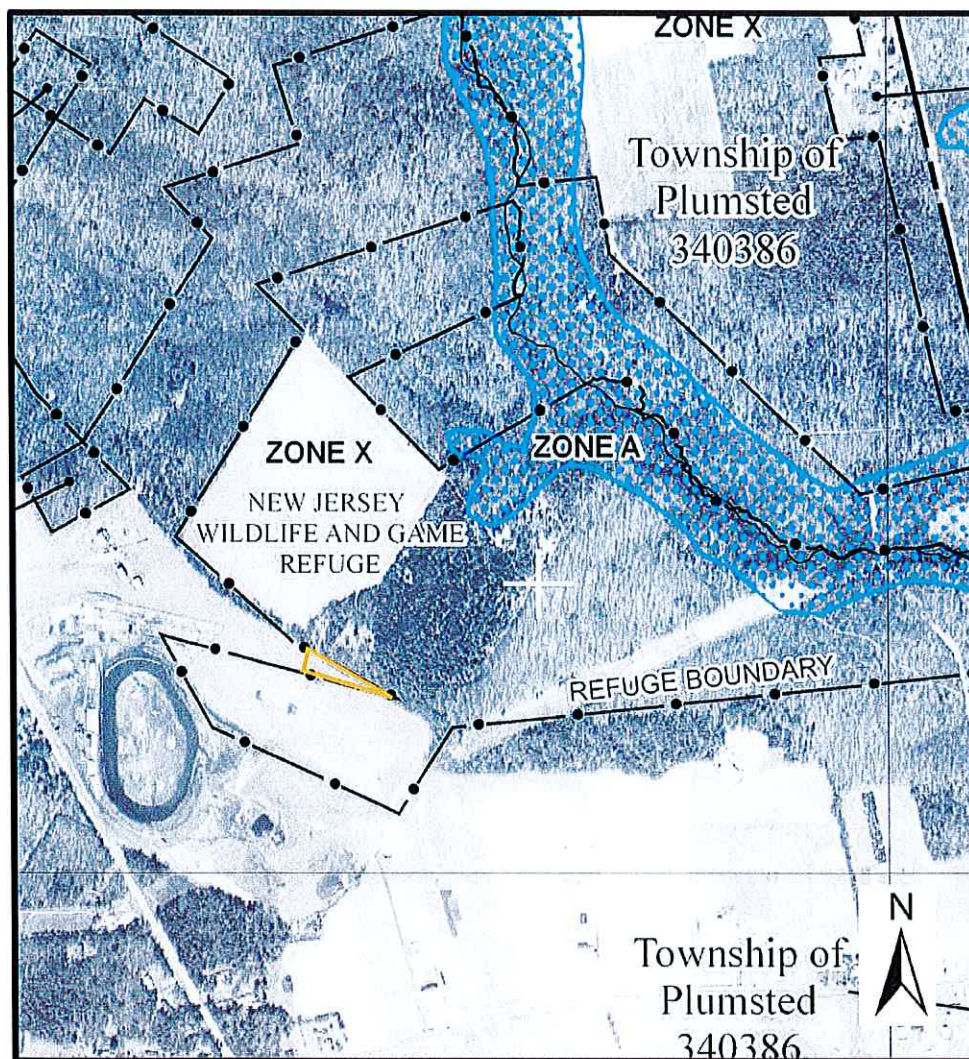 ZONE X
Township of
Plumsted
340386
ZONE X
ZONE A
NEW JERSEY
WILDLIFE AND GAME
REFUGE
REFUGE BOUNDARY
N
Township of
Plumsted
340386